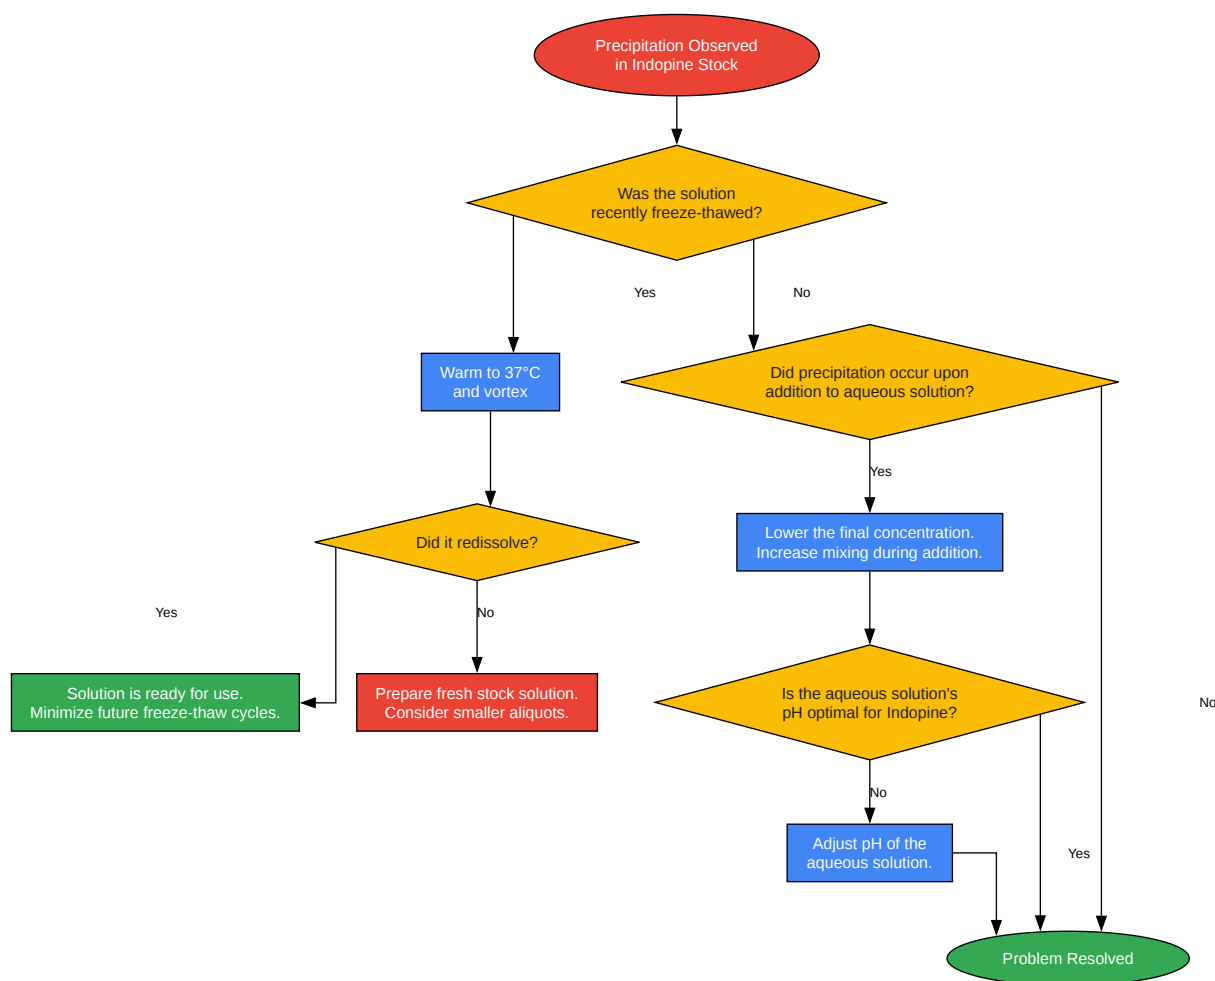 Precipitation Observed
in Indopine Stock
Was the solution
recently freeze-thawed?
Yes
No
Warm to 37°C
and vortex
Did precipitation occur upon
addition to aqueous solution?
Yes
Did it redissolve?
Lower the final concentration.
Increase mixing during addition.
Yes
No
Solution is ready for use.
Minimize future freeze-thaw cycles.
Prepare fresh stock solution.
Consider smaller aliquots.
Is the aqueous solution's
pH optimal for Indopine?
No
No
Adjust pH of the
aqueous solution.
Yes
Problem Resolved